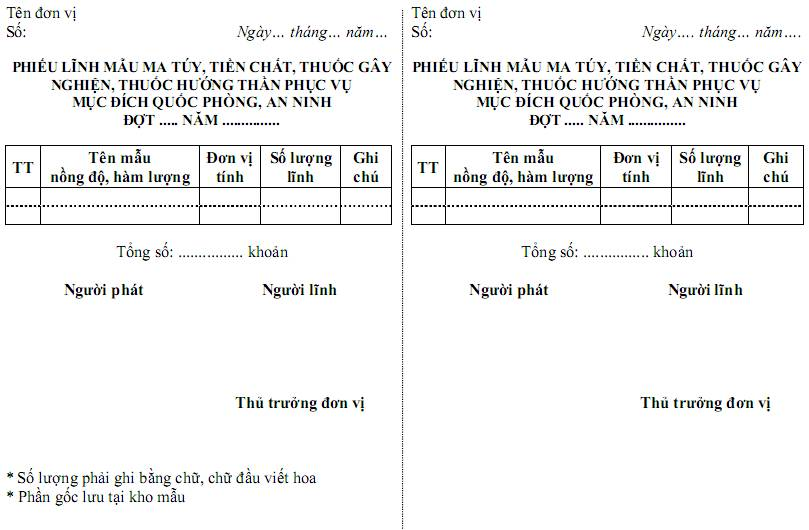 Tên đơn vị
Số: Ngày... tháng... năm...
PHIẾU LĨNH MẪU MA TÚY, TIỀN CHẤT, THUỐC GÂY
NGHIỆN, THUỐC HƯỚNG THẦN PHỤC VỤ
MỤC ĐÍCH QUỐC PHÒNG, AN NINH
ĐỢT ..... NĂM ...............
TT Tên mẫu nồng độ, hàm lượng Đơn vị tính Số lượng lĩnh Ghi chú
Tổng số: ................. khoản
Người phát Người lĩnh
Thủ trưởng đơn vị
* Số lượng phải ghi bằng chữ, chữ đầu viết hoa
* Phần gốc lưu tại kho mẫu
Tên đơn vị
Số: Ngày.... tháng... năm....
PHIẾU LĨNH MẪU MA TÚY, TIỀN CHẤT, THUỐC GÂY
NGHIỆN, THUỐC HƯỚNG THẦN PHỤC VỤ
MỤC ĐÍCH QUỐC PHÒNG, AN NINH
ĐỢT ..... NĂM ...............
TT Tên mẫu nồng độ, hàm lượng Đơn vị tính Số lượng lĩnh Ghi chú
Tổng số: ................. khoản
Người phát Người lĩnh
Thủ trưởng đơn vị